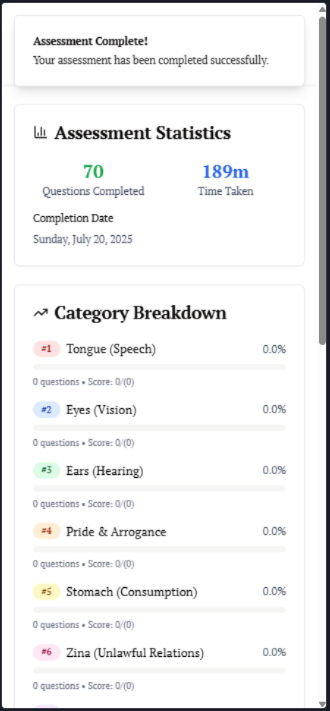 Assessment Complete!
Your assessment has been completed successfully.
Assessment Statistics
70 189m
Questions Completed Time Taken
Completion Date
Sunday, July 20, 2025
Category Breakdown
#1 Tongue (Speech) 0.0%
0 questions • Score: 0/(0)
#2 Eyes (Vision) 0.0%
0 questions • Score: 0/(0)
#3 Ears (Hearing) 0.0%
0 questions • Score: 0/(0)
#4 Pride & Arrogance 0.0%
0 questions • Score: 0/(0)
#5 Stomach (Consumption) 0.0%
0 questions • Score: 0/(0)
#6 Zina (Unlawful Relations) 0.0%
0 questions • Score: 0/(0)